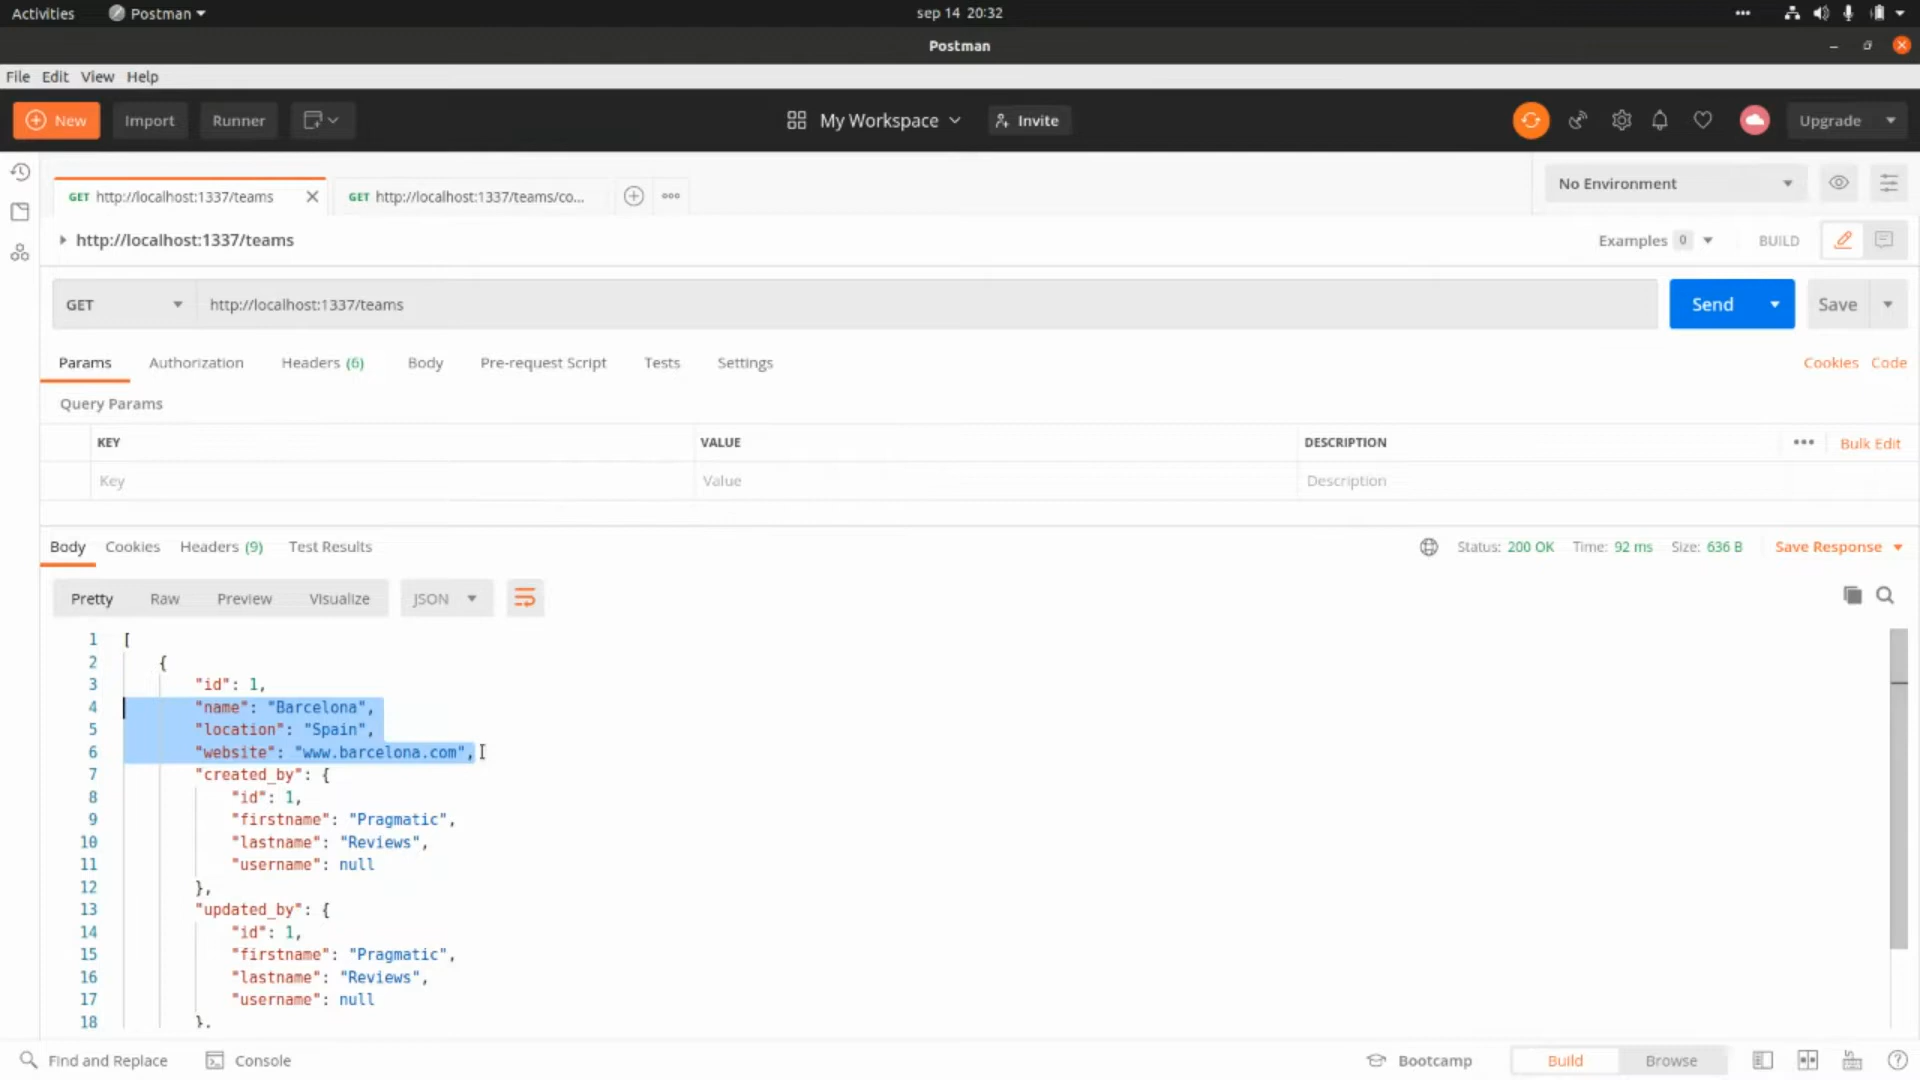 Activities Postman sep 14 20:32
Postman
File Edit View Help
New Import Runner My Workspace Invite Upgrade
GET http://localhost:1337/teams GET http://localhost:1337/teams/co... No Environment
http://localhost:1337/teams Examples 0 BUILD
GET http://localhost:1337/teams Send Save
Params Authorization Headers (6) Body Pre-request Script Tests Settings Cookies Code
Query Params
KEY VALUE DESCRIPTION Bulk Edit
Key Value Description
Body Cookies Headers (9) Test Results Status: 200 OK Time: 92 ms Size: 636 B Save Response
Pretty Raw Preview Visualize JSON
1 [
2 {
3 "id": 1,
4 "name": "Barcelona",
5 "location": "Spain",
6 "website": "www.barcelona.com",
7 "created_by": {
8 "id": 1,
9 "firstname": "Pragmatic",
10 "lastname": "Reviews",
11 "username": null
12 },
13 "updated_by": {
14 "id": 1,
15 "firstname": "Pragmatic",
16 "lastname": "Reviews",
17 "username": null
18 },
Find and Replace Console Bootcamp Build Browse